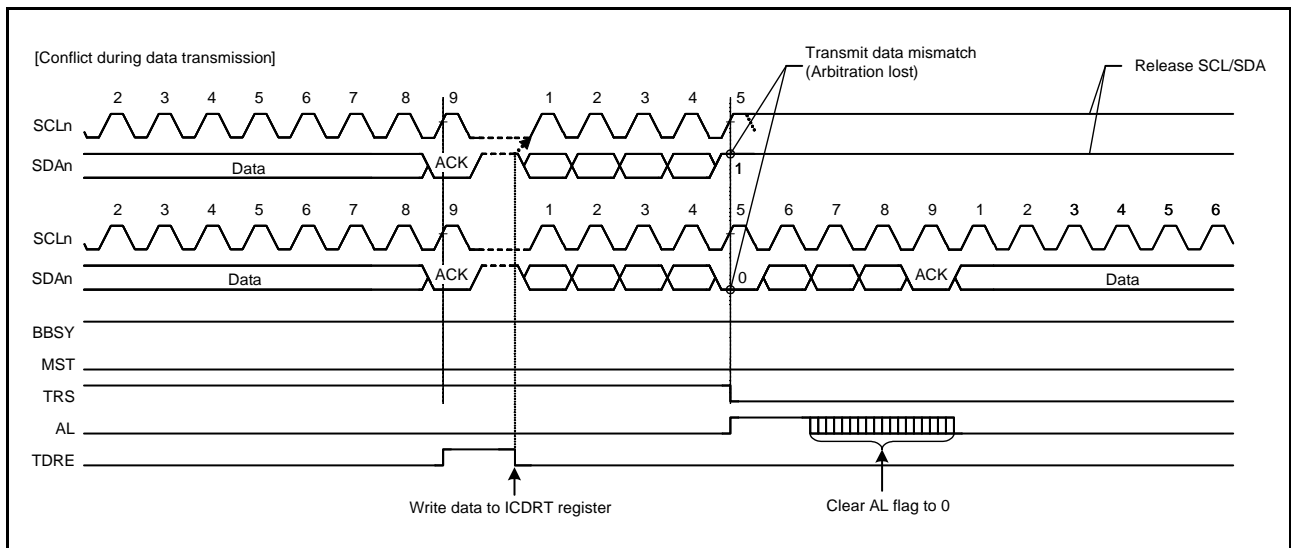 [Conflict during data transmission]
Transmit data mismatch
(Arbitration lost)
Release SCL/SDA
2 3 4 5 6 7 8 9 1 2 3 4 5
SCLn
SDAn Data ACK 1
2 3 4 5 6 7 8 9 1 2 3 4 5 6 7 8 9 1 2 3 4 5 6
SCLn
SDAn Data ACK 0 ACK Data
BBSY
MST
TRS
AL
TDRE
Write data to ICDRT register
Clear AL flag to 0